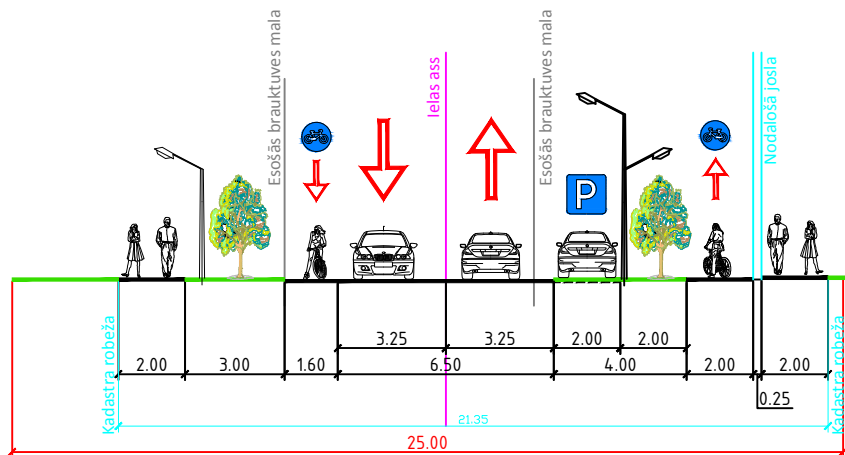 Esošās brauktuves mala
Ielas ass
Esošās brauktuves mala
Nodalošā josla
P
Kadastra robeža
Kadastra robeža
3.25
3.25
2.00
2.00
2.00
3.00
1.60
6.50
4.00
2.00
2.00
0.25
21.35
25.00